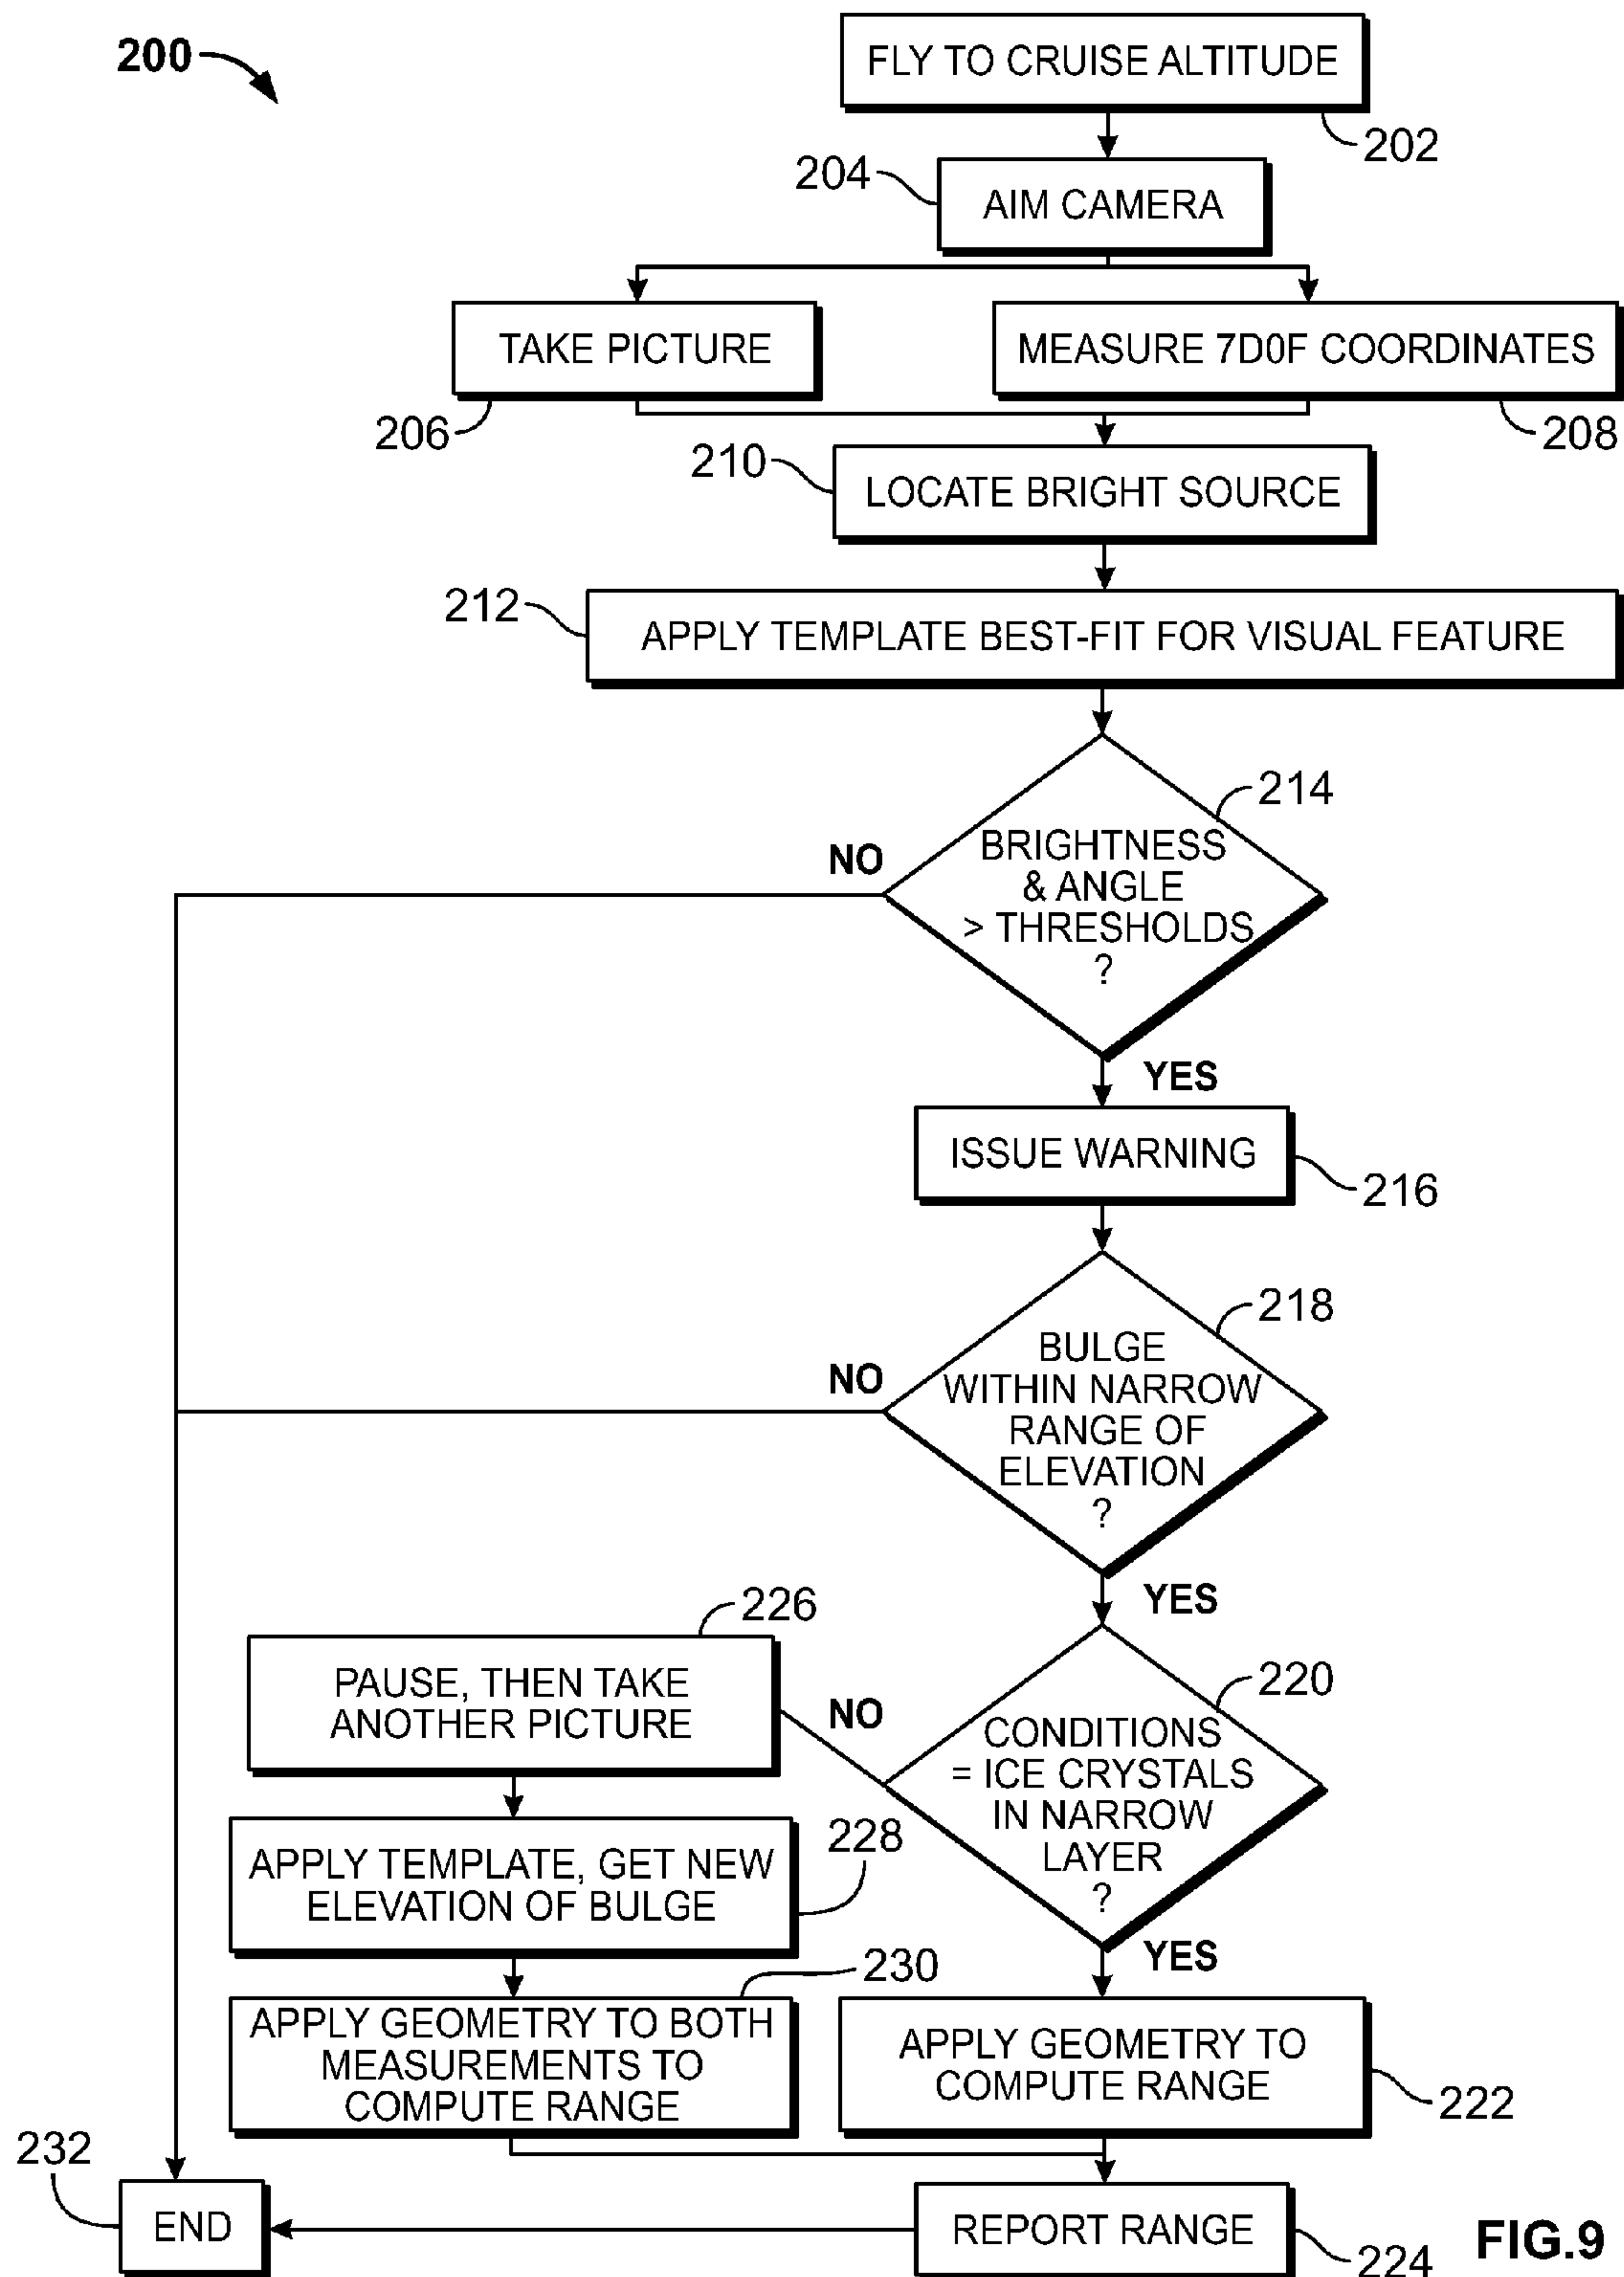 200
FLY TO CRUISE ALTITUDE
202
204
AIM CAMERA
TAKE PICTURE
206
MEASURE 7D0F COORDINATES
208
210
LOCATE BRIGHT SOURCE
212
APPLY TEMPLATE BEST-FIT FOR VISUAL FEATURE
214
BRIGHTNESS
& ANGLE
> THRESHOLDS
?
NO
YES
ISSUE WARNING
216
218
BULGE
WITHIN NARROW
RANGE OF
ELEVATION
?
NO
YES
220
CONDITIONS
= ICE CRYSTALS
IN NARROW
LAYER
?
NO
YES
226
PAUSE, THEN TAKE
ANOTHER PICTURE
228
APPLY TEMPLATE, GET NEW
ELEVATION OF BULGE
230
APPLY GEOMETRY TO BOTH
MEASUREMENTS TO
COMPUTE RANGE
APPLY GEOMETRY TO
COMPUTE RANGE
222
232
END
REPORT RANGE
224
FIG.9